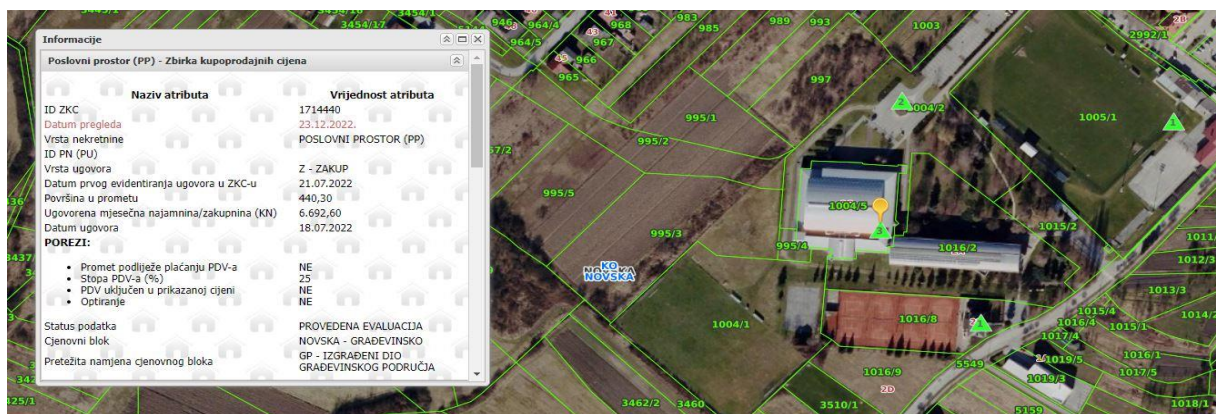 Informacije
Poslovni prostor (PP) - Zbirka kupoprodajnih cijena
Naziv atributa Vrijednost atributa
ID ZKC 1714440
Datum pregleda 23.12.2022.
Vrsta nekretnine POSLOVNI PROSTOR (PP)
ID PN (PU)
Vrsta ugovora Z - ZAKUP
Datum prvog evidentiranja ugovora u ZKC-u 21.07.2022
Površina u prometu 440,30
Ugovorena mjesečna najamnina/zakupnina (KN) 6.692,60
Datum ugovora 18.07.2022
POREZI:
Promet podliježe plaćanju PDV-a NE
Stopa PDV-a (%) 25
PDV uključen u prikazanoj cijeni NE
Optiranje NE
Status podatka PROVEDENA EVALUACIJA
Cjenovni blok NOVSKA - GRAĐEVINSKO
Pretežita namjena cjenovnog bloka GP - IZGRAĐENI DIO
GRAĐEVINSKOG PODRUČJA
3454/17
946
964/4
968
983
985
989
993
1003
2992/1
43
967
964/5
966
45
965
997
2
1004/2
1005/1
1
995/1
995/2
995/5
1004/5
3
995/3
995/4
1016/2
1015/2
KO
NOVSKA
1012/3
1013/3
1004/1
1016/8
1
1015/4
1016/4
1015/1
1017/4
5549
1019/5
1016/1
1017/5
1019/3
1016/9
2D
3462/2
3460
3510/1
5159
1018/1